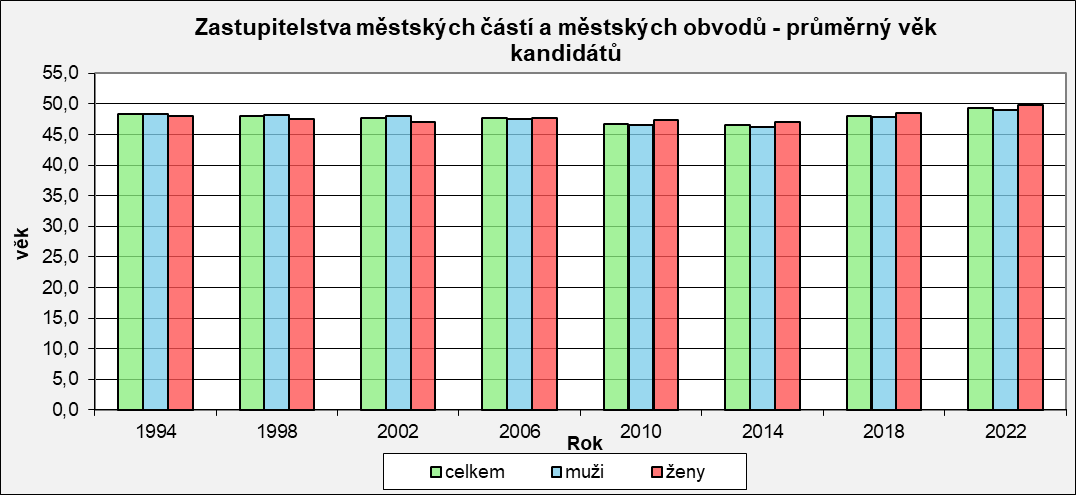 Zastupitelstva městských částí a městských obvodů - průměrný věk
kandidátů
55,0
50,0
45,0
40,0
35,0
30,0
25,0
20,0
15,0
10,0
5,0
0,0
věk
1994 1998 2002 2006 2010 2014 2018 2022
Rok
celkem muži ženy